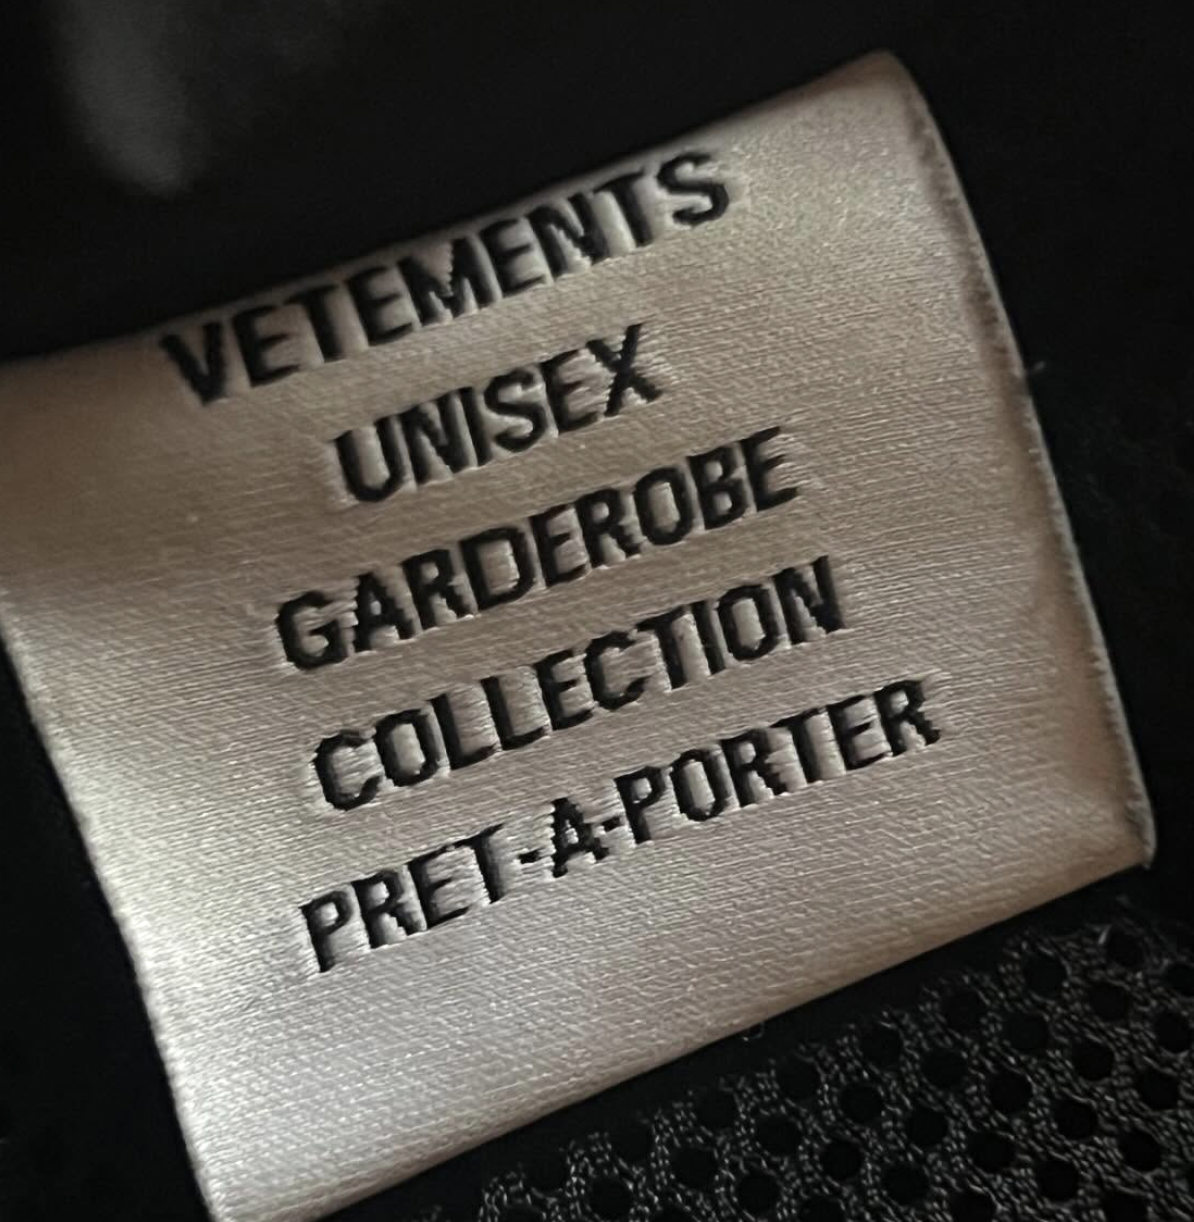 VETEMENTS
UNISEX
GARDEROBE
COLLECTION
PRET-A-PORTER